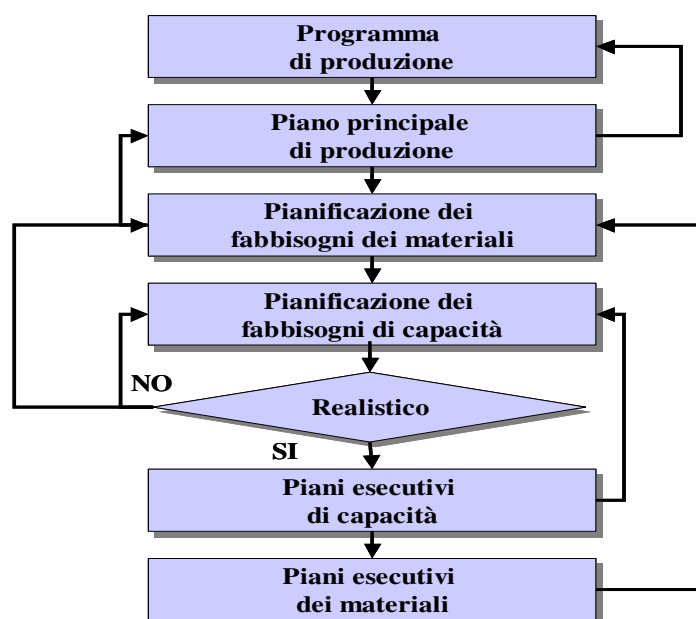 Programma
di produzione
Piano principale
di produzione
Pianificazione dei
fabbisogni dei materiali
Pianificazione dei
fabbisogni di capacità
NO
Realistico
SI
Piani esecutivi
di capacità
Piani esecutivi
dei materiali